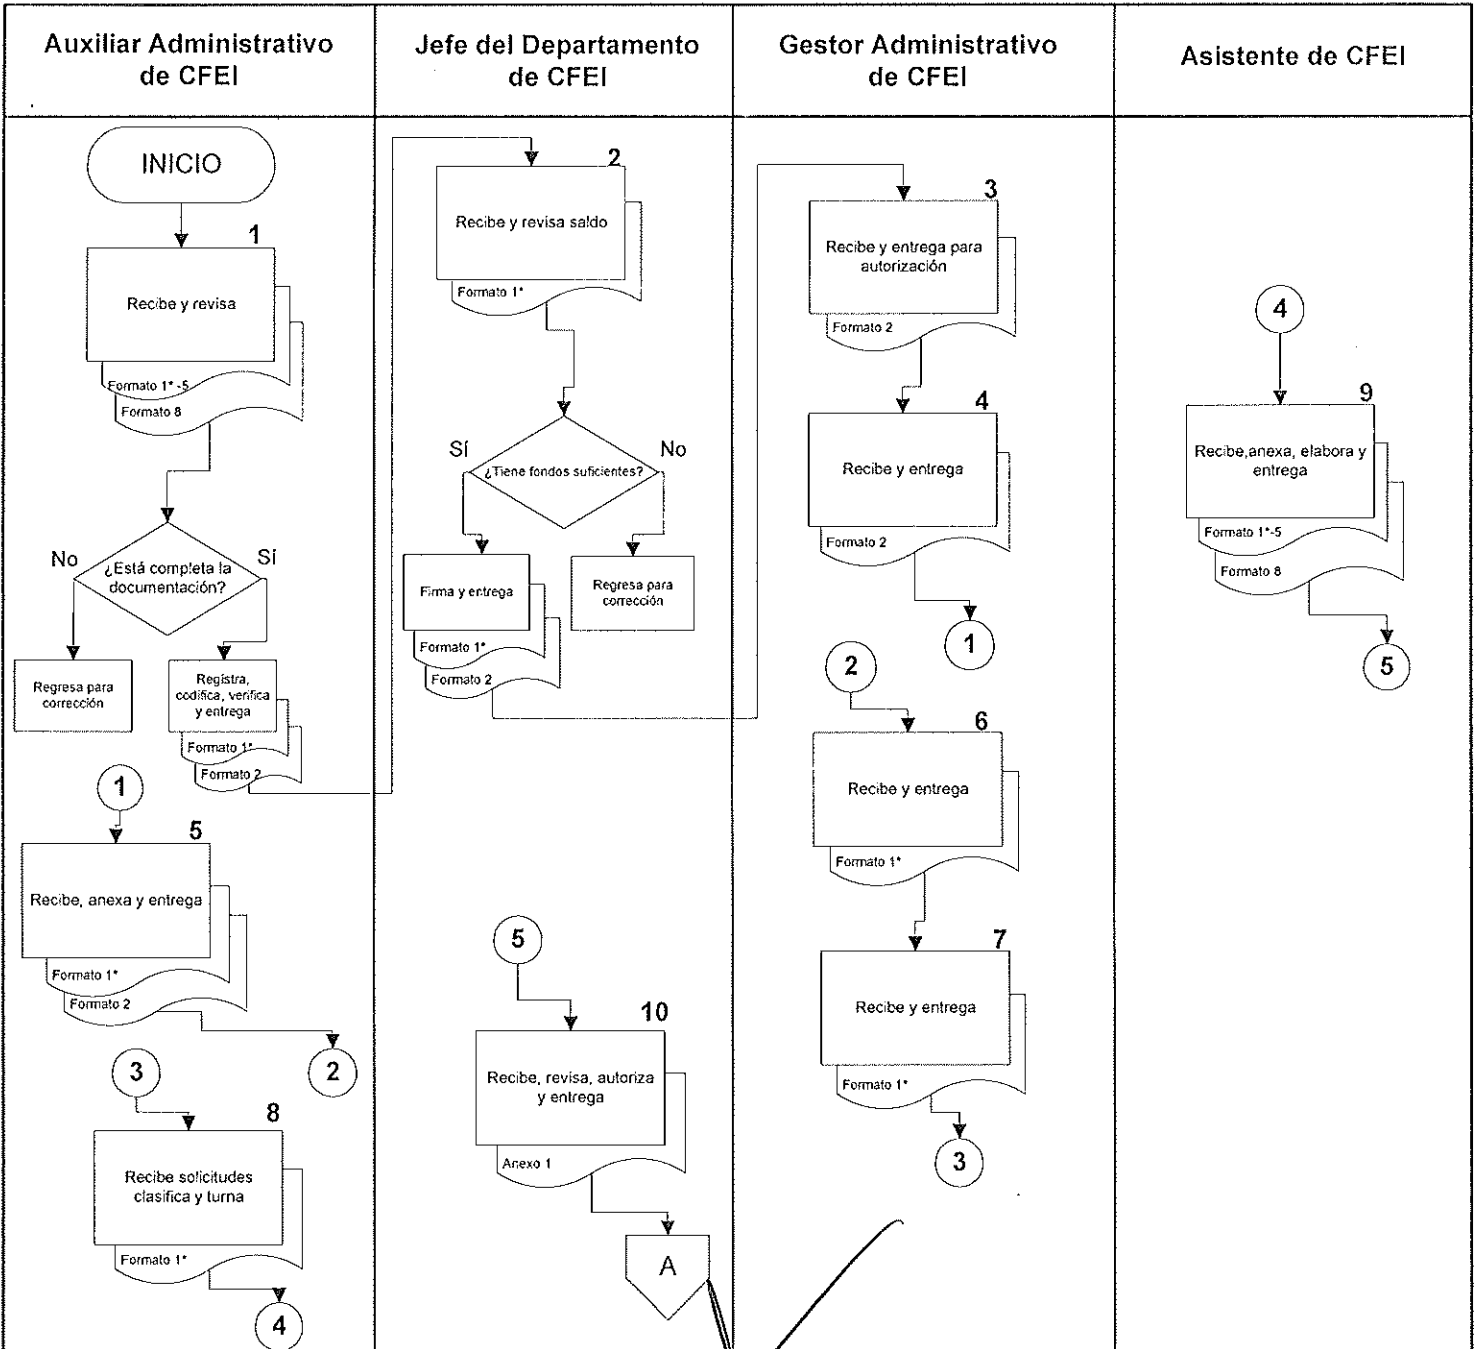 Auxiliar Administrativo
de CFEI
Jefe del Departamento
de CFEI
Gestor Administrativo
de CFEI
Asistente de CFEI
INICIO
1
Recibe y revisa
Formato 1* -5
Formato 8
¿Está completa la
documentación?
No
Sí
Regresa para
corrección
Registra,
codifica, verifica
y entrega
Formato 1*
Formato 2
1
5
Recibe, anexa y entrega
Formato 1*
Formato 2
2
3
8
Recibe solicitudes
clasifica y turna
Formato 1*
4
2
Recibe y revisa saldo
Formato 1*
¿Tiene fondos suficientes?
Sí
No
Firma y entrega
Formato 1*
Formato 2
Regresa para
corrección
5
10
Recibe, revisa, autoriza
y entrega
Anexo 1
A
3
Recibe y entrega para
autorización
Formato 2
4
Recibe y entrega
Formato 2
1
2
6
Recibe y entrega
Formato 1*
7
Recibe y entrega
Formato 1*
3
4
9
Recibe,anexa, elabora y
entrega
Formato 1*-5
Formato 8
5